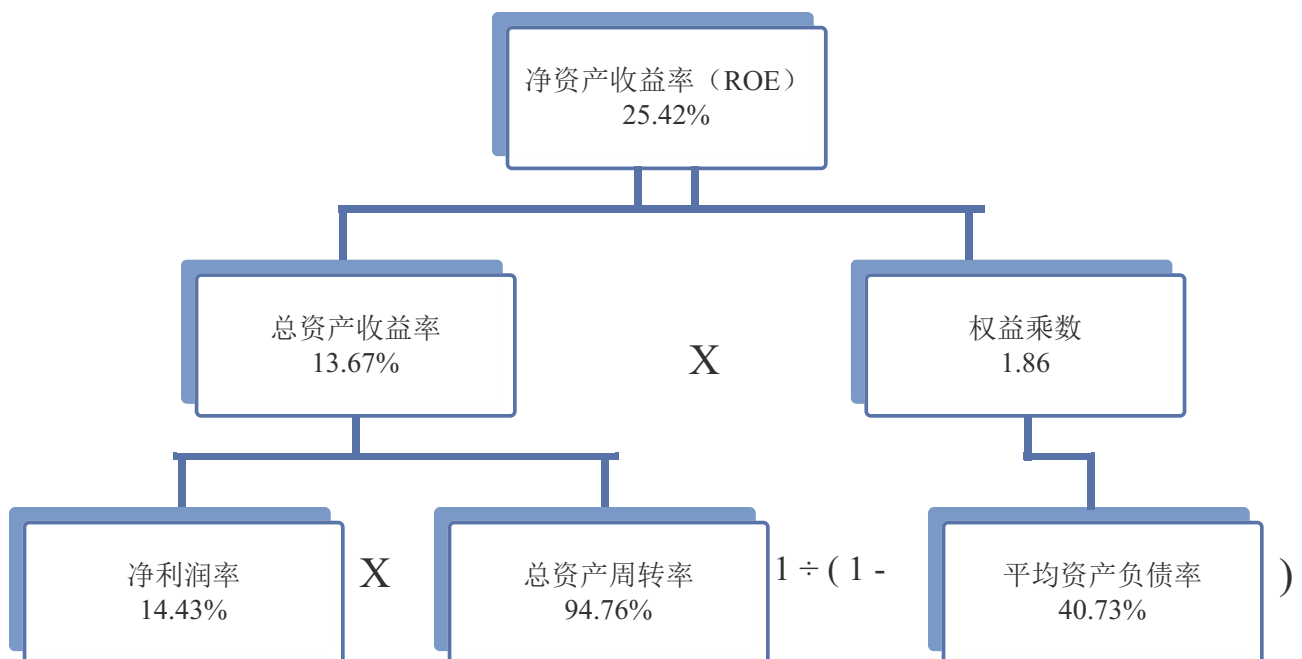 净资产收益率（ROE）
25.42%
总资产收益率
13.67%
X
权益乘数
1.86
净利润率
14.43%
X
总资产周转率
94.76%
1 ÷ ( 1 -
平均资产负债率
40.73%
)